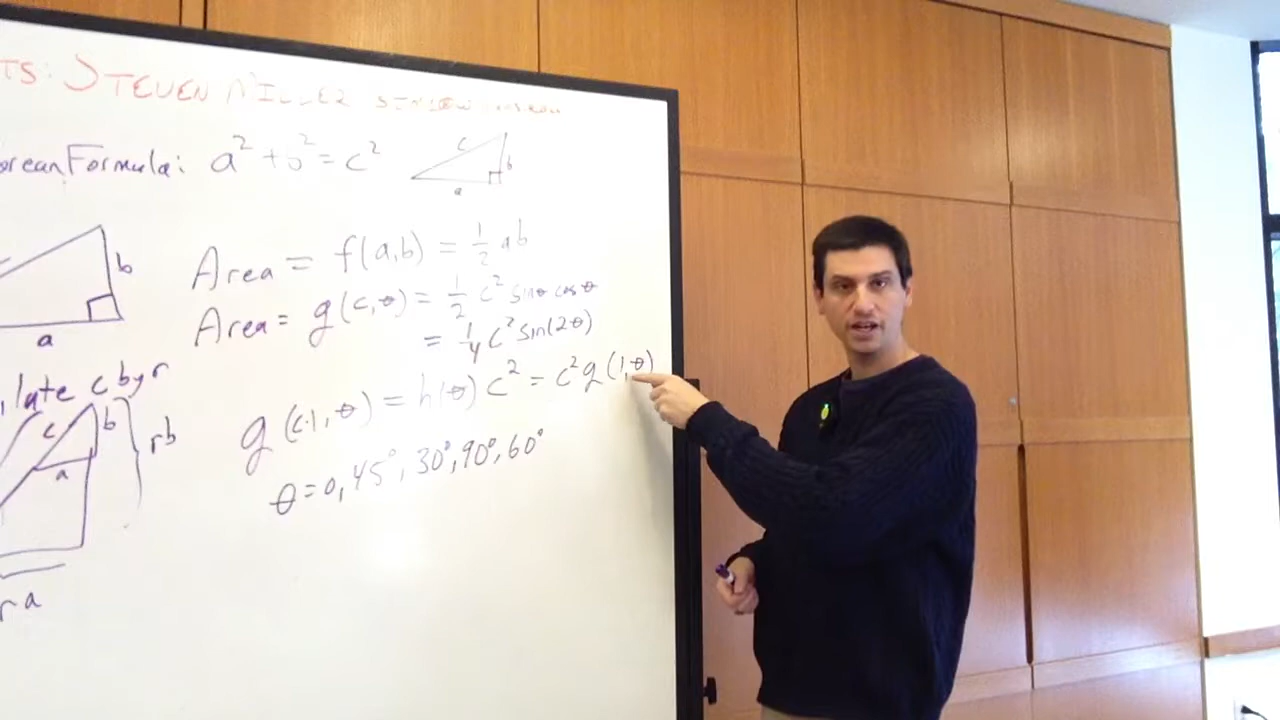 TS: STEVEN MILLER
orean Formula: a² + b² = c²
c
b
a
b
a
Area = f(a,b) = ½ ab
Area = g(c,θ) = ½ c² sinθ cosθ
= ¼ c² sin(2θ)
late c by r
g(c·1,θ) = h(θ) c² = c² g(1,θ)
c
b
rb
a
θ = 0, 45°, 30°, 90°, 60°
ra